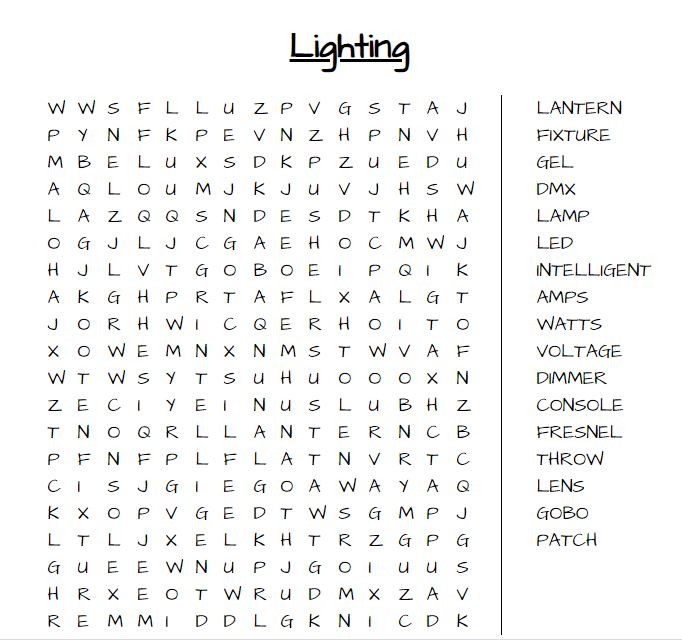 Lighting
W W S F L L U Z P V G S T A J LANTERN
P Y N F K P E V N Z H P N V H FIXTURE
M B E L U X S D K P Z U E D U GEL
A Q L O U M J K J U V J H S W DMX
L A Z Q Q S N D E S D T K H A LAMP
O G J L J C G A E H O C M W J LED
H J L V T G O B O E I P Q I K INTELLIGENT
A K G H P R T A F L X A L G T AMPS
J O R H W I C Q E R H O I T O WATTS
X O W E M N X N M S T W V A F VOLTAGE
W T W S Y T S U H U O O O X N DIMMER
Z E C I Y E I N U S L U B H Z CONSOLE
T N O Q R L L A N T E R N C B FRESNEL
P F N F P L F L A T N V R T C THROW
C I S J G I E G O A W A Y A Q LENS
K X O P V G E D T W S G M P J GOBO
L T L J X E L K H T R Z G P G PATCH
G U E E W N U P J G O I U U S
H R X E O T W R U D M X Z A V
R E M M I D D L G K N I C D K